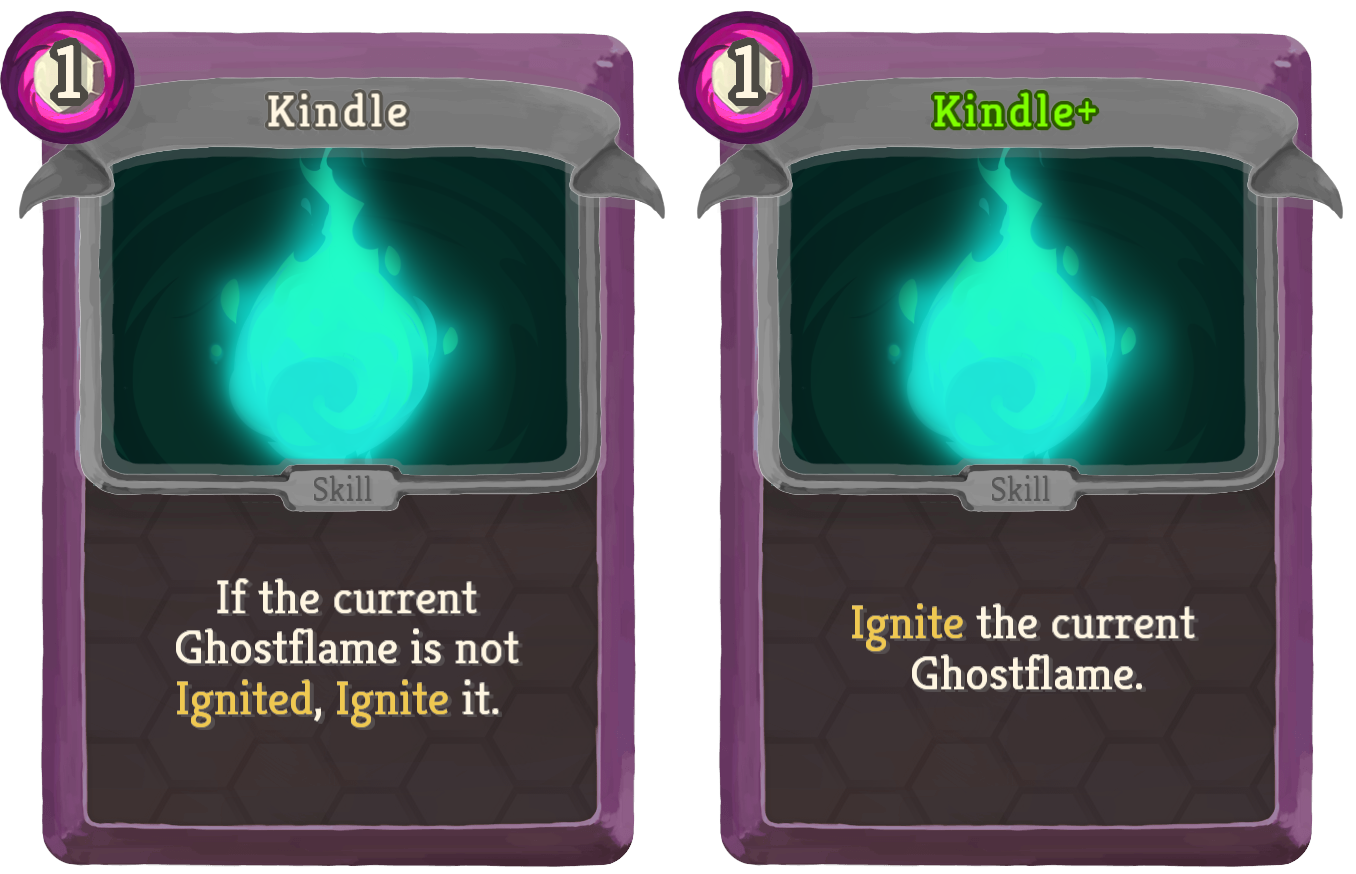 1
Kindle
Skill
If the current
Ghostflame is not
Ignited, Ignite it.
1
Kindle+
Skill
Ignite the current
Ghostflame.